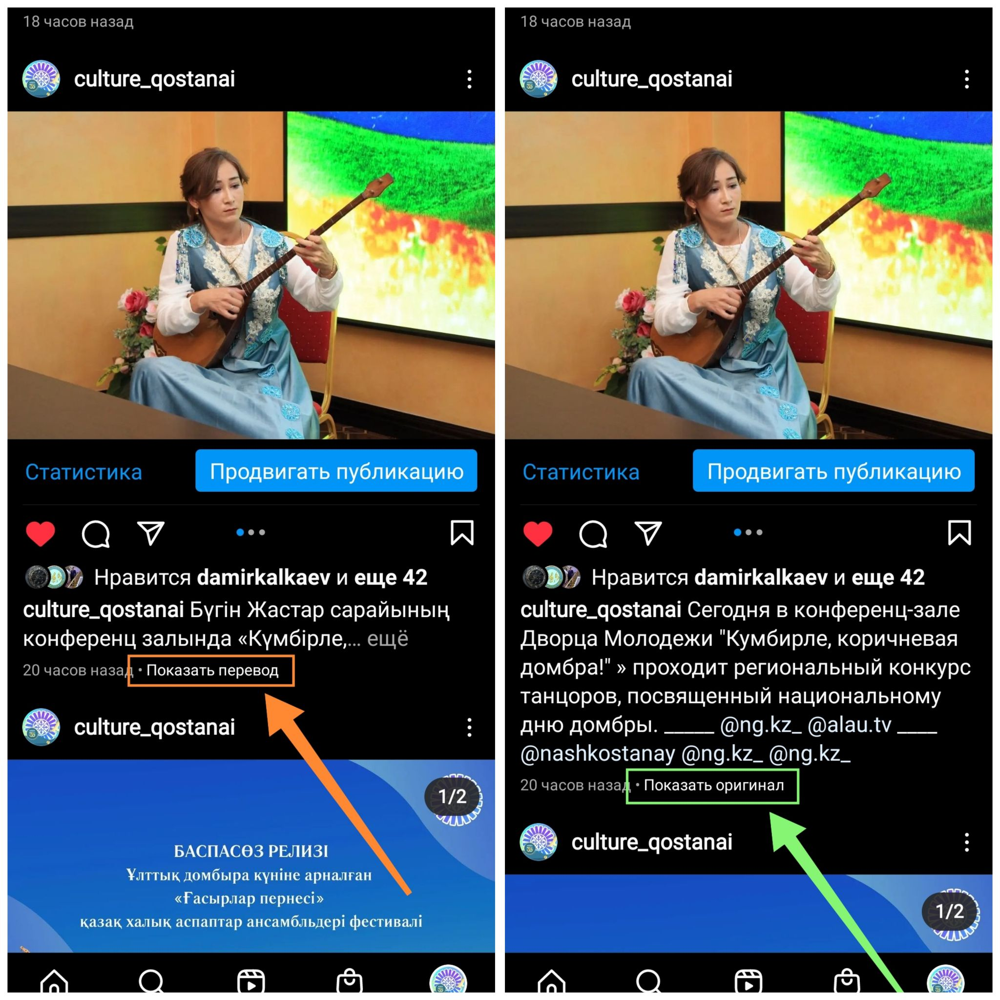 18 часов назад
culture_qostanai
Статистика
Продвигать публикацию
Нравится damirkalkaev и еще 42
culture_qostanai Бүгін Жастар сарайының
конференц залында «Күмбірле,... ещё
20 часов назад • Показать перевод
culture_qostanai
1/2
БАСПАСӨЗ РЕЛИЗІ
Ұлттық домбыра күніне арналған
«Ғасырлар пернесі»
қазақ халық аспаптар ансамбльдері фестивалі
18 часов назад
culture_qostanai
Статистика
Продвигать публикацию
Нравится damirkalkaev и еще 42
culture_qostanai Сегодня в конференц-зале
Дворца Молодежи "Кумбирле, коричневая
домбра!" » проходит региональный конкурс
танцоров, посвященный национальному
дню домбры. _____ @ng.kz_ @alau.tv ____
@nashkostanay @ng.kz_ @ng.kz_
20 часов назад • Показать оригинал
culture_qostanai
1/2